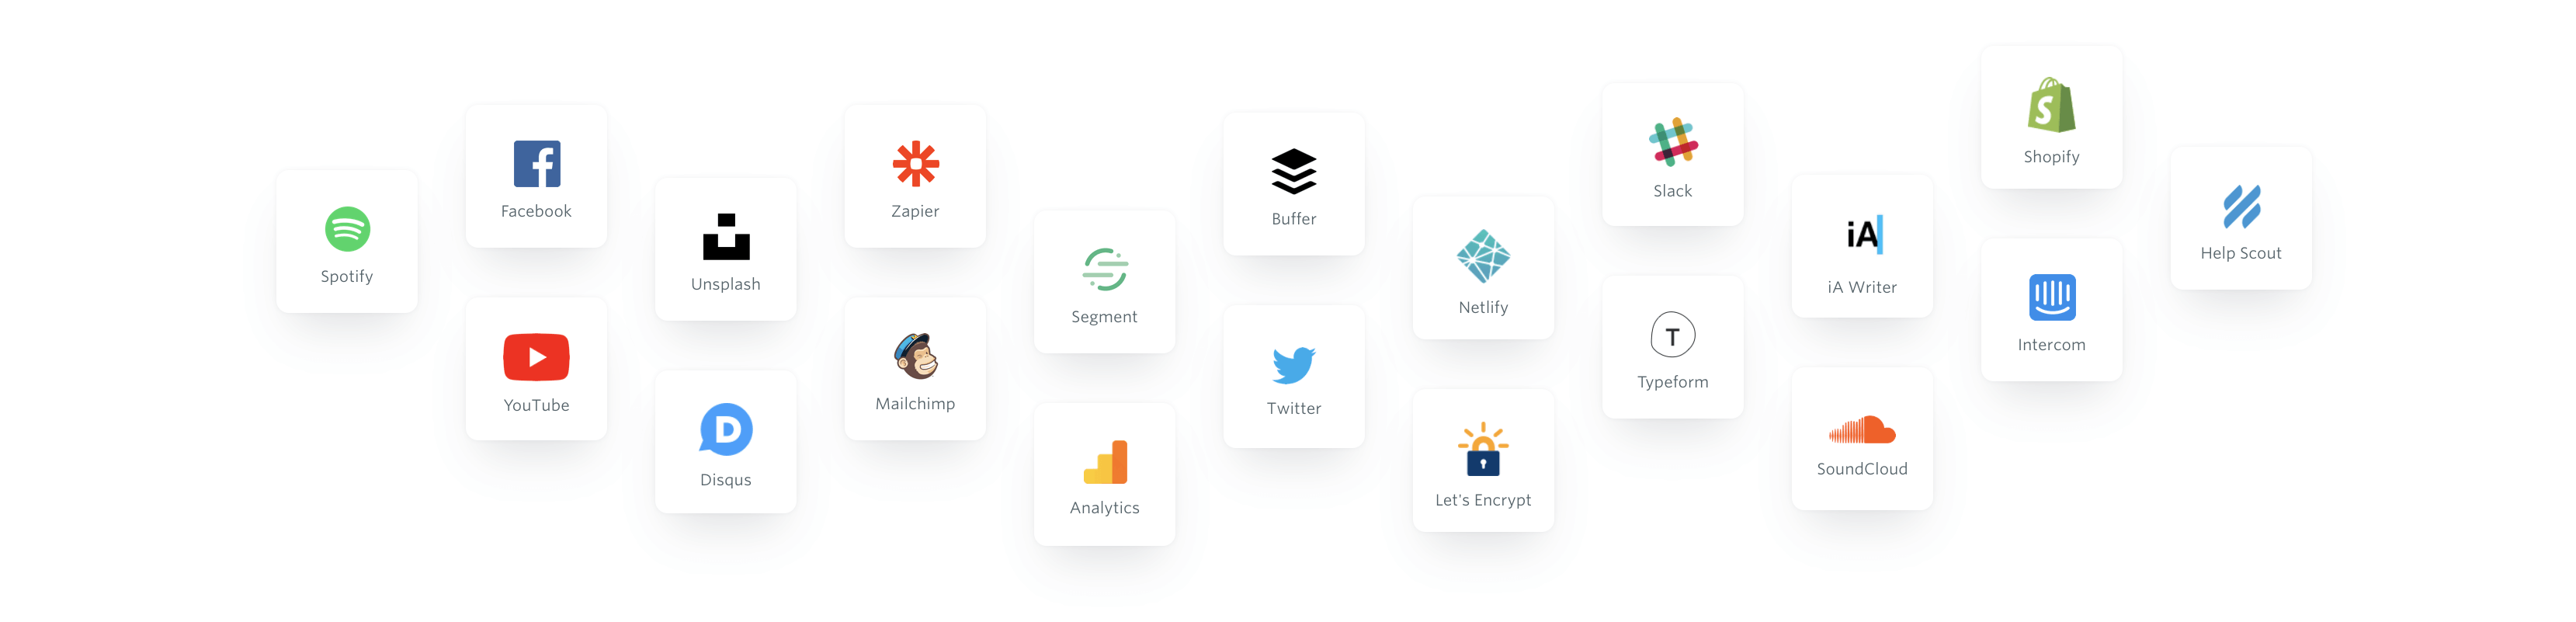 Spotify
Facebook
YouTube
Unsplash
Disqus
Zapier
Mailchimp
Segment
Analytics
Buffer
Twitter
Netlify
Let's Encrypt
Slack
T
Typeform
iA
iA Writer
SoundCloud
S
Shopify
Intercom
Help Scout
f
D